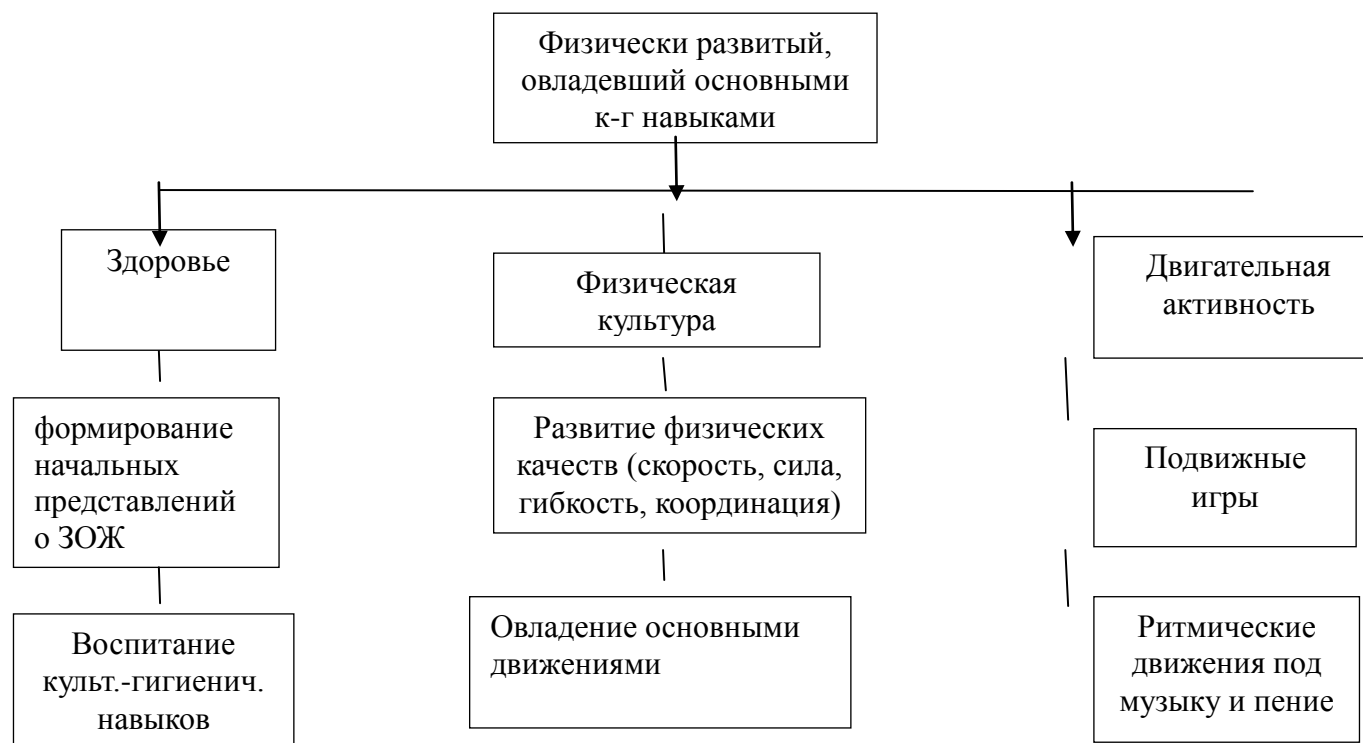 Физически развитый,
овладевший основными
к-г навыками
Здоровье
Физическая
культура
Двигательная
активность
формирование
начальных
представлений
о ЗОЖ
Развитие физических
качеств (скорость, сила,
гибкость, координация)
Подвижные
игры
Воспитание
культ.-гигиенич.
навыков
Овладение основными
движениями
Ритмические
движения под
музыку и пение